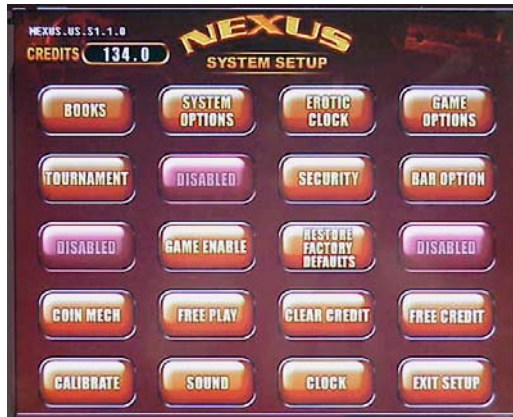 NEXUS.US.S1.1.0
NEXUS
CREDITS 134.0
SYSTEM SETUP
BOOKS
SYSTEM
OPTIONS
EROTIC
CLOCK
GAME
OPTIONS
TOURNAMENT
DISABLED
SECURITY
BAR OPTION
DISABLED
GAME ENABLE
RESTORE
FACTORY
DEFAULTS
DISABLED
COIN MECH
FREE PLAY
CLEAR CREDIT
FREE CREDIT
CALIBRATE
SOUND
CLOCK
EXIT SETUP